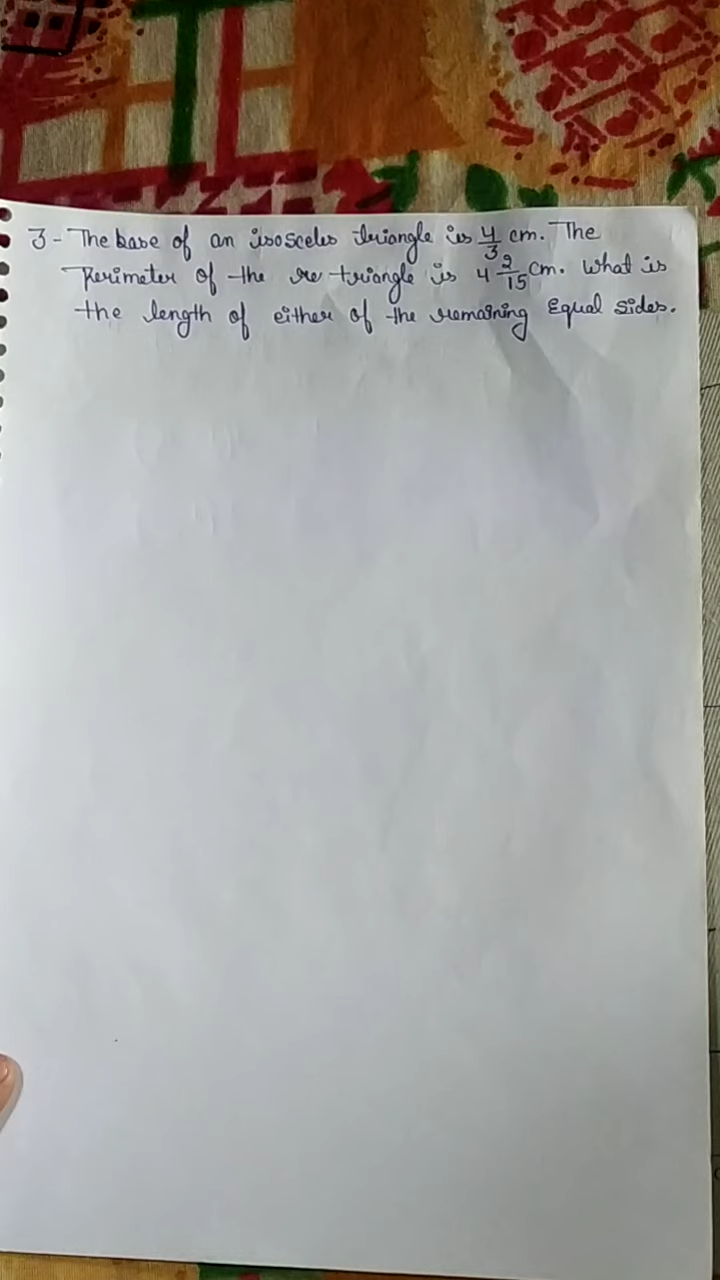 3- The base of an isosceles triangle is 4/3 cm. The
Perimeter of the re triangle is 4 2/15 cm. What is
the length of either of the remaining Equal sides.